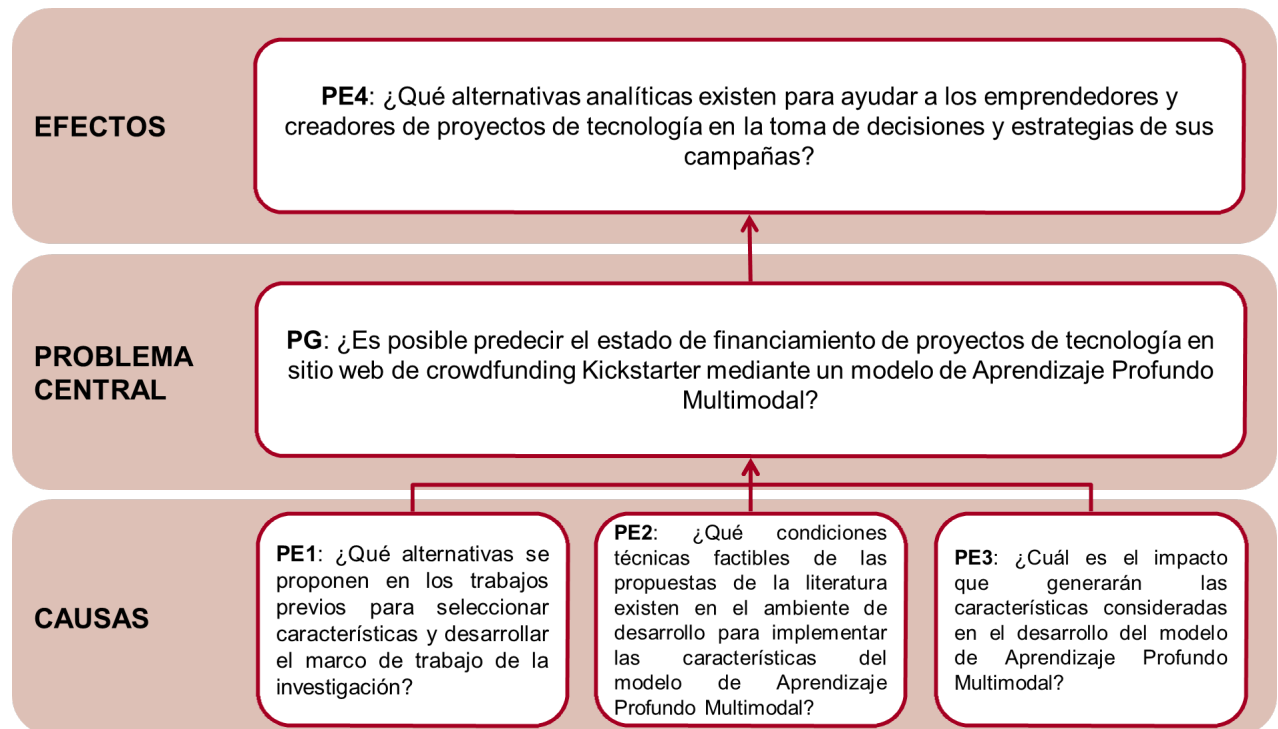 EFECTOS
PE4: ¿Qué alternativas analíticas existen para ayudar a los emprendedores y
creadores de proyectos de tecnología en la toma de decisiones y estrategias de sus
campañas?
PROBLEMA
CENTRAL
PG: ¿Es posible predecir el estado de financiamiento de proyectos de tecnología en
sitio web de crowdfunding Kickstarter mediante un modelo de Aprendizaje Profundo
Multimodal?
CAUSAS
PE1: ¿Qué alternativas se
proponen en los trabajos
previos para seleccionar
características y desarrollar
el marco de trabajo de la
investigación?
PE2: ¿Qué condiciones
técnicas factibles de las
propuestas de la literatura
existen en el ambiente de
desarrollo para implementar
las características del
modelo de Aprendizaje
Profundo Multimodal?
PE3: ¿Cuál es el impacto
que generarán las
características consideradas
en el desarrollo del modelo
de Aprendizaje Profundo
Multimodal?